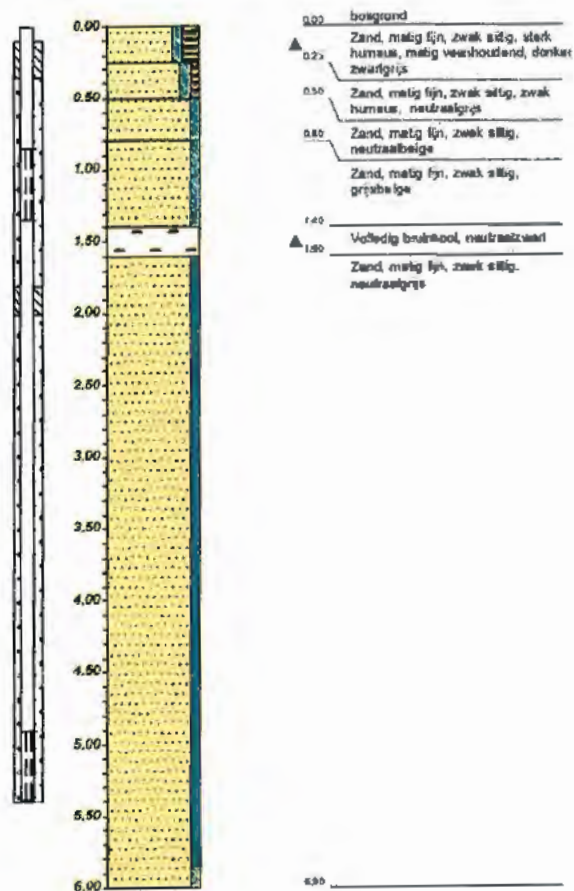 0.00
0.50
1.00
1.50
2.00
2.50
3.00
3.50
4.00
4.50
5.00
5.50
6.00
0.00 bosgrond
Zand, matig fijn, zwak siltig, sterk
0.25 humeus, matig veenhoudend, donker
zwartgrijs
0.50 Zand, matig fijn, zwak siltig, zwak
humeus, neutraalgrijs
0.80 Zand, matig fijn, zwak siltig,
neutraalbeige
Zand, matig fijn, zwak siltig,
grijsbeige
1.40
Volledig bruinkool, neutraalzwart
1.60
Zand, matig fijn, zwak siltig,
neutraalgrijs